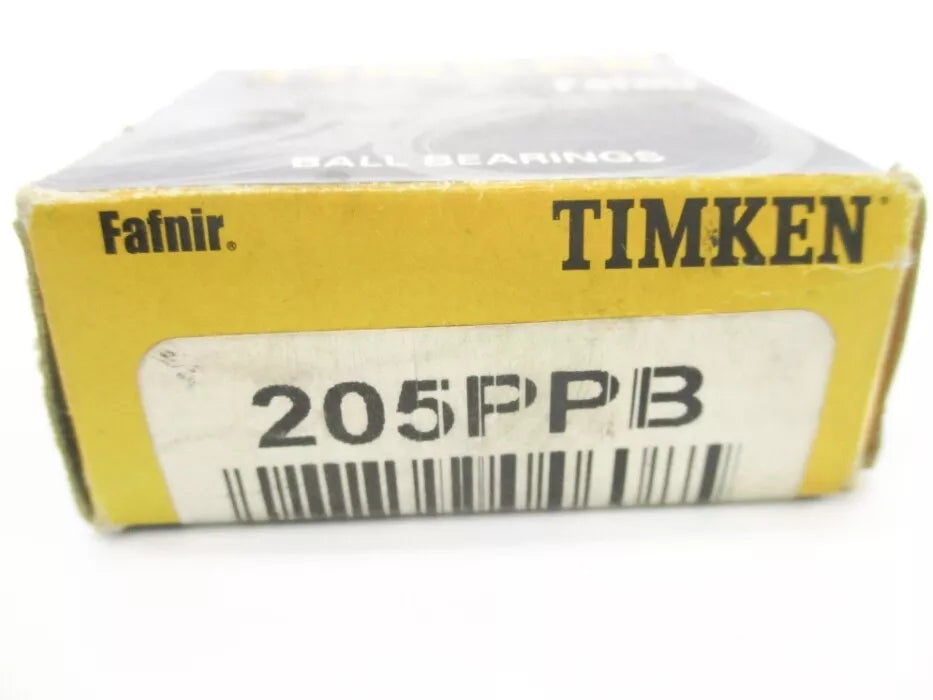 BALL BEARINGS
Fafnir®
TIMKEN
205PPB